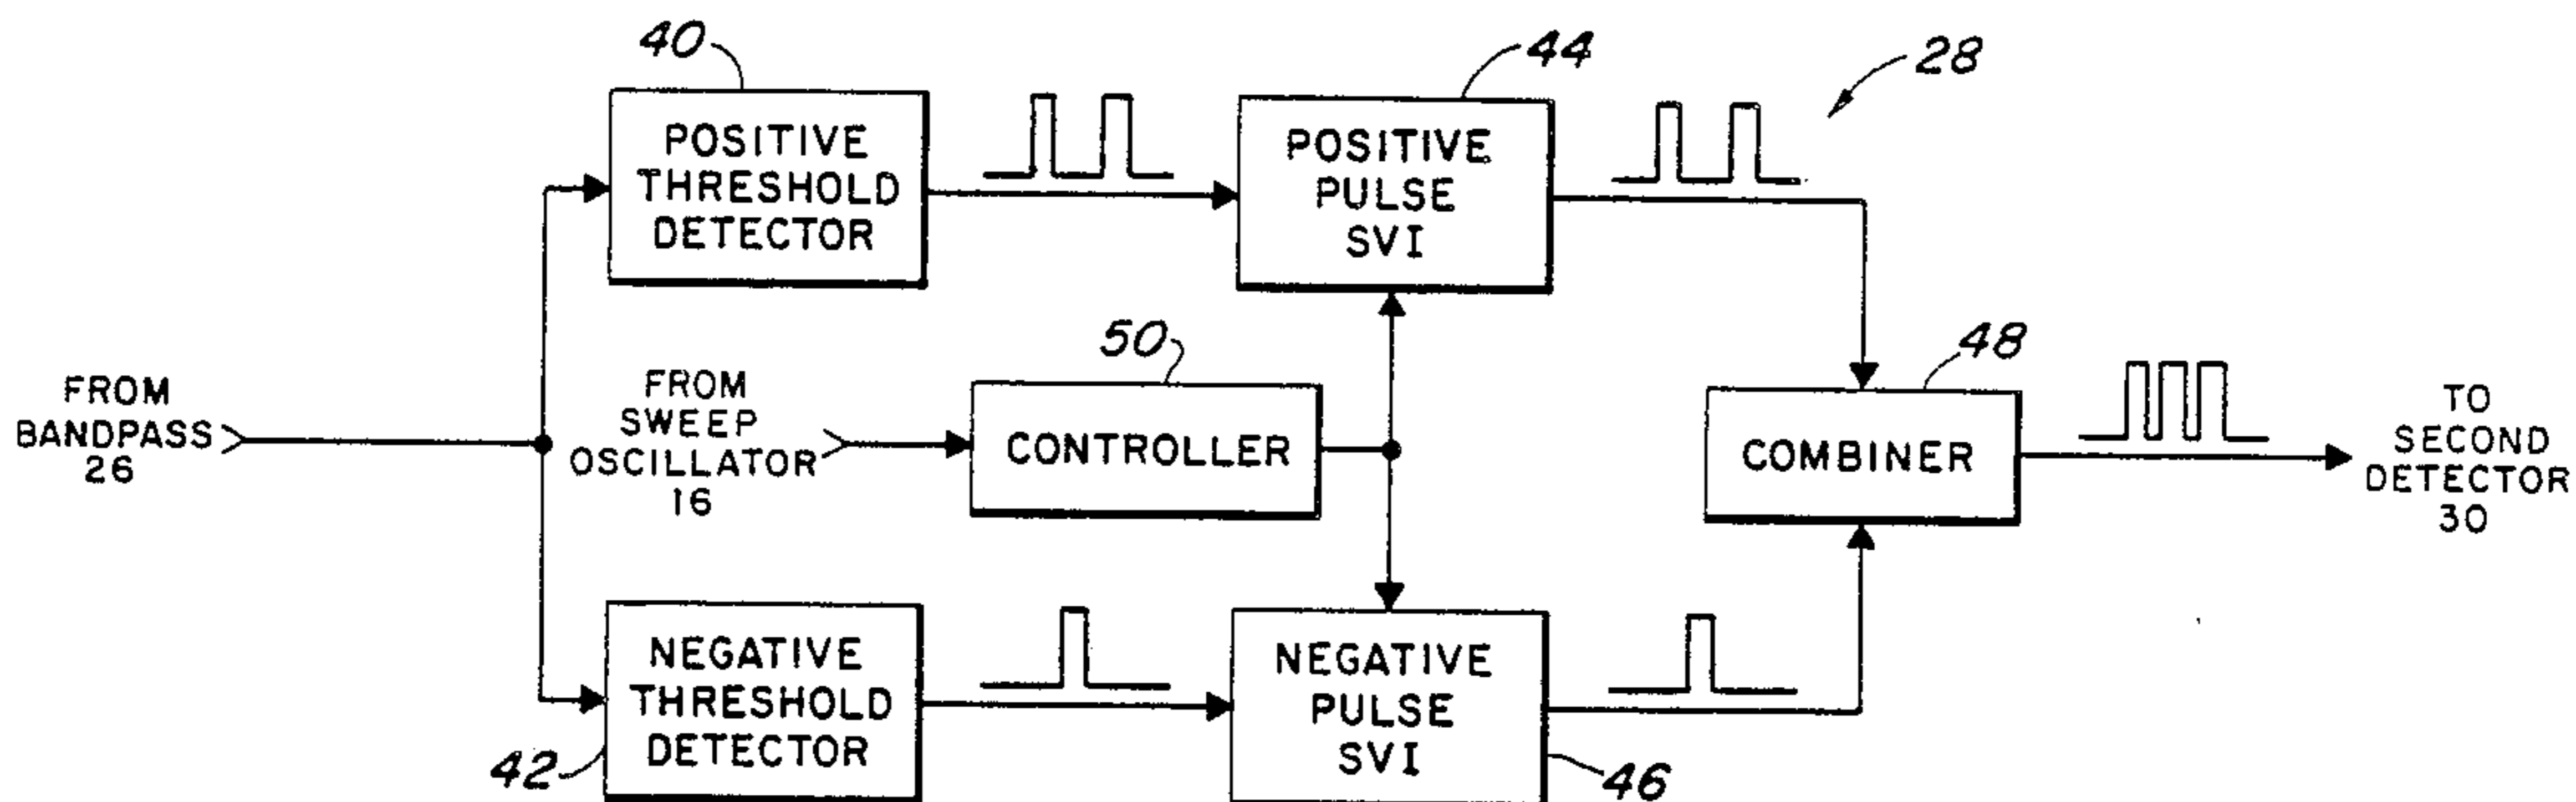 40
44
28
POSITIVE
THRESHOLD
DETECTOR
POSITIVE
PULSE
SVI
50
48
FROM
BANDPASS
26
FROM
SWEEP
OSCILLATOR
16
CONTROLLER
COMBINER
TO
SECOND
DETECTOR
30
NEGATIVE
THRESHOLD
DETECTOR
NEGATIVE
PULSE
SVI
42
46